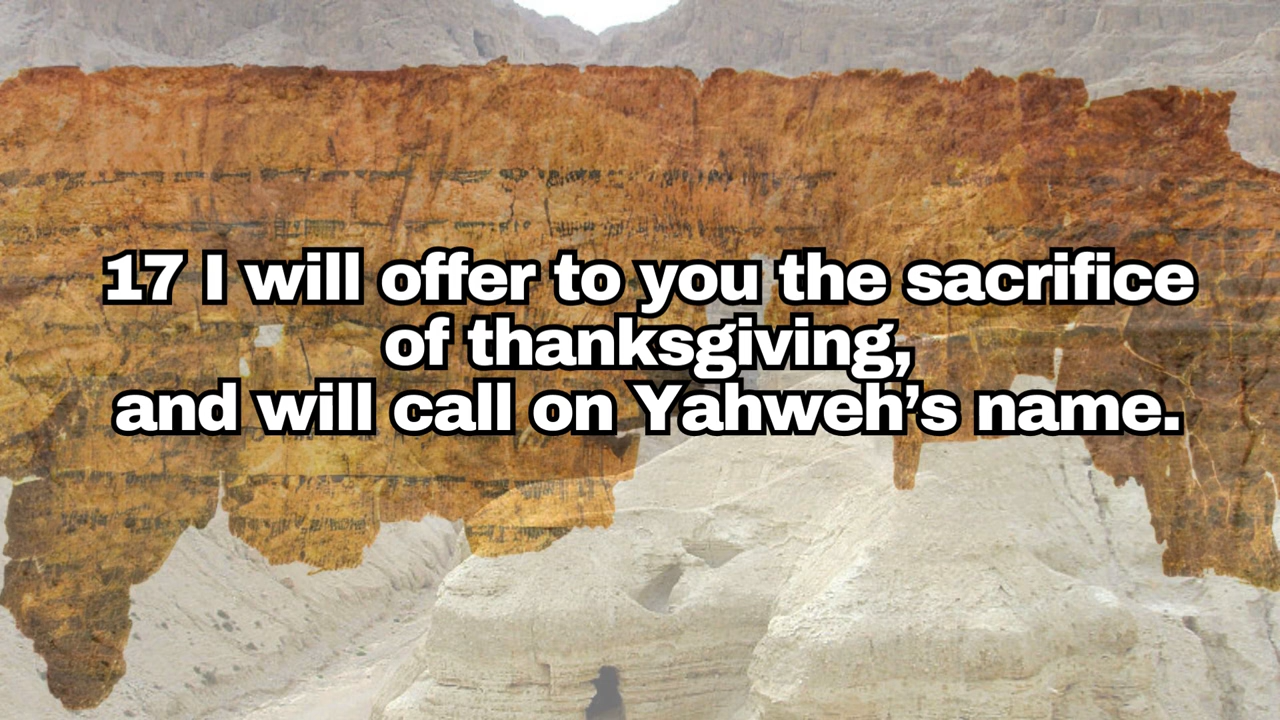 17 I will offer to you the sacrifice
of thanksgiving,
and will call on Yahweh’s name.